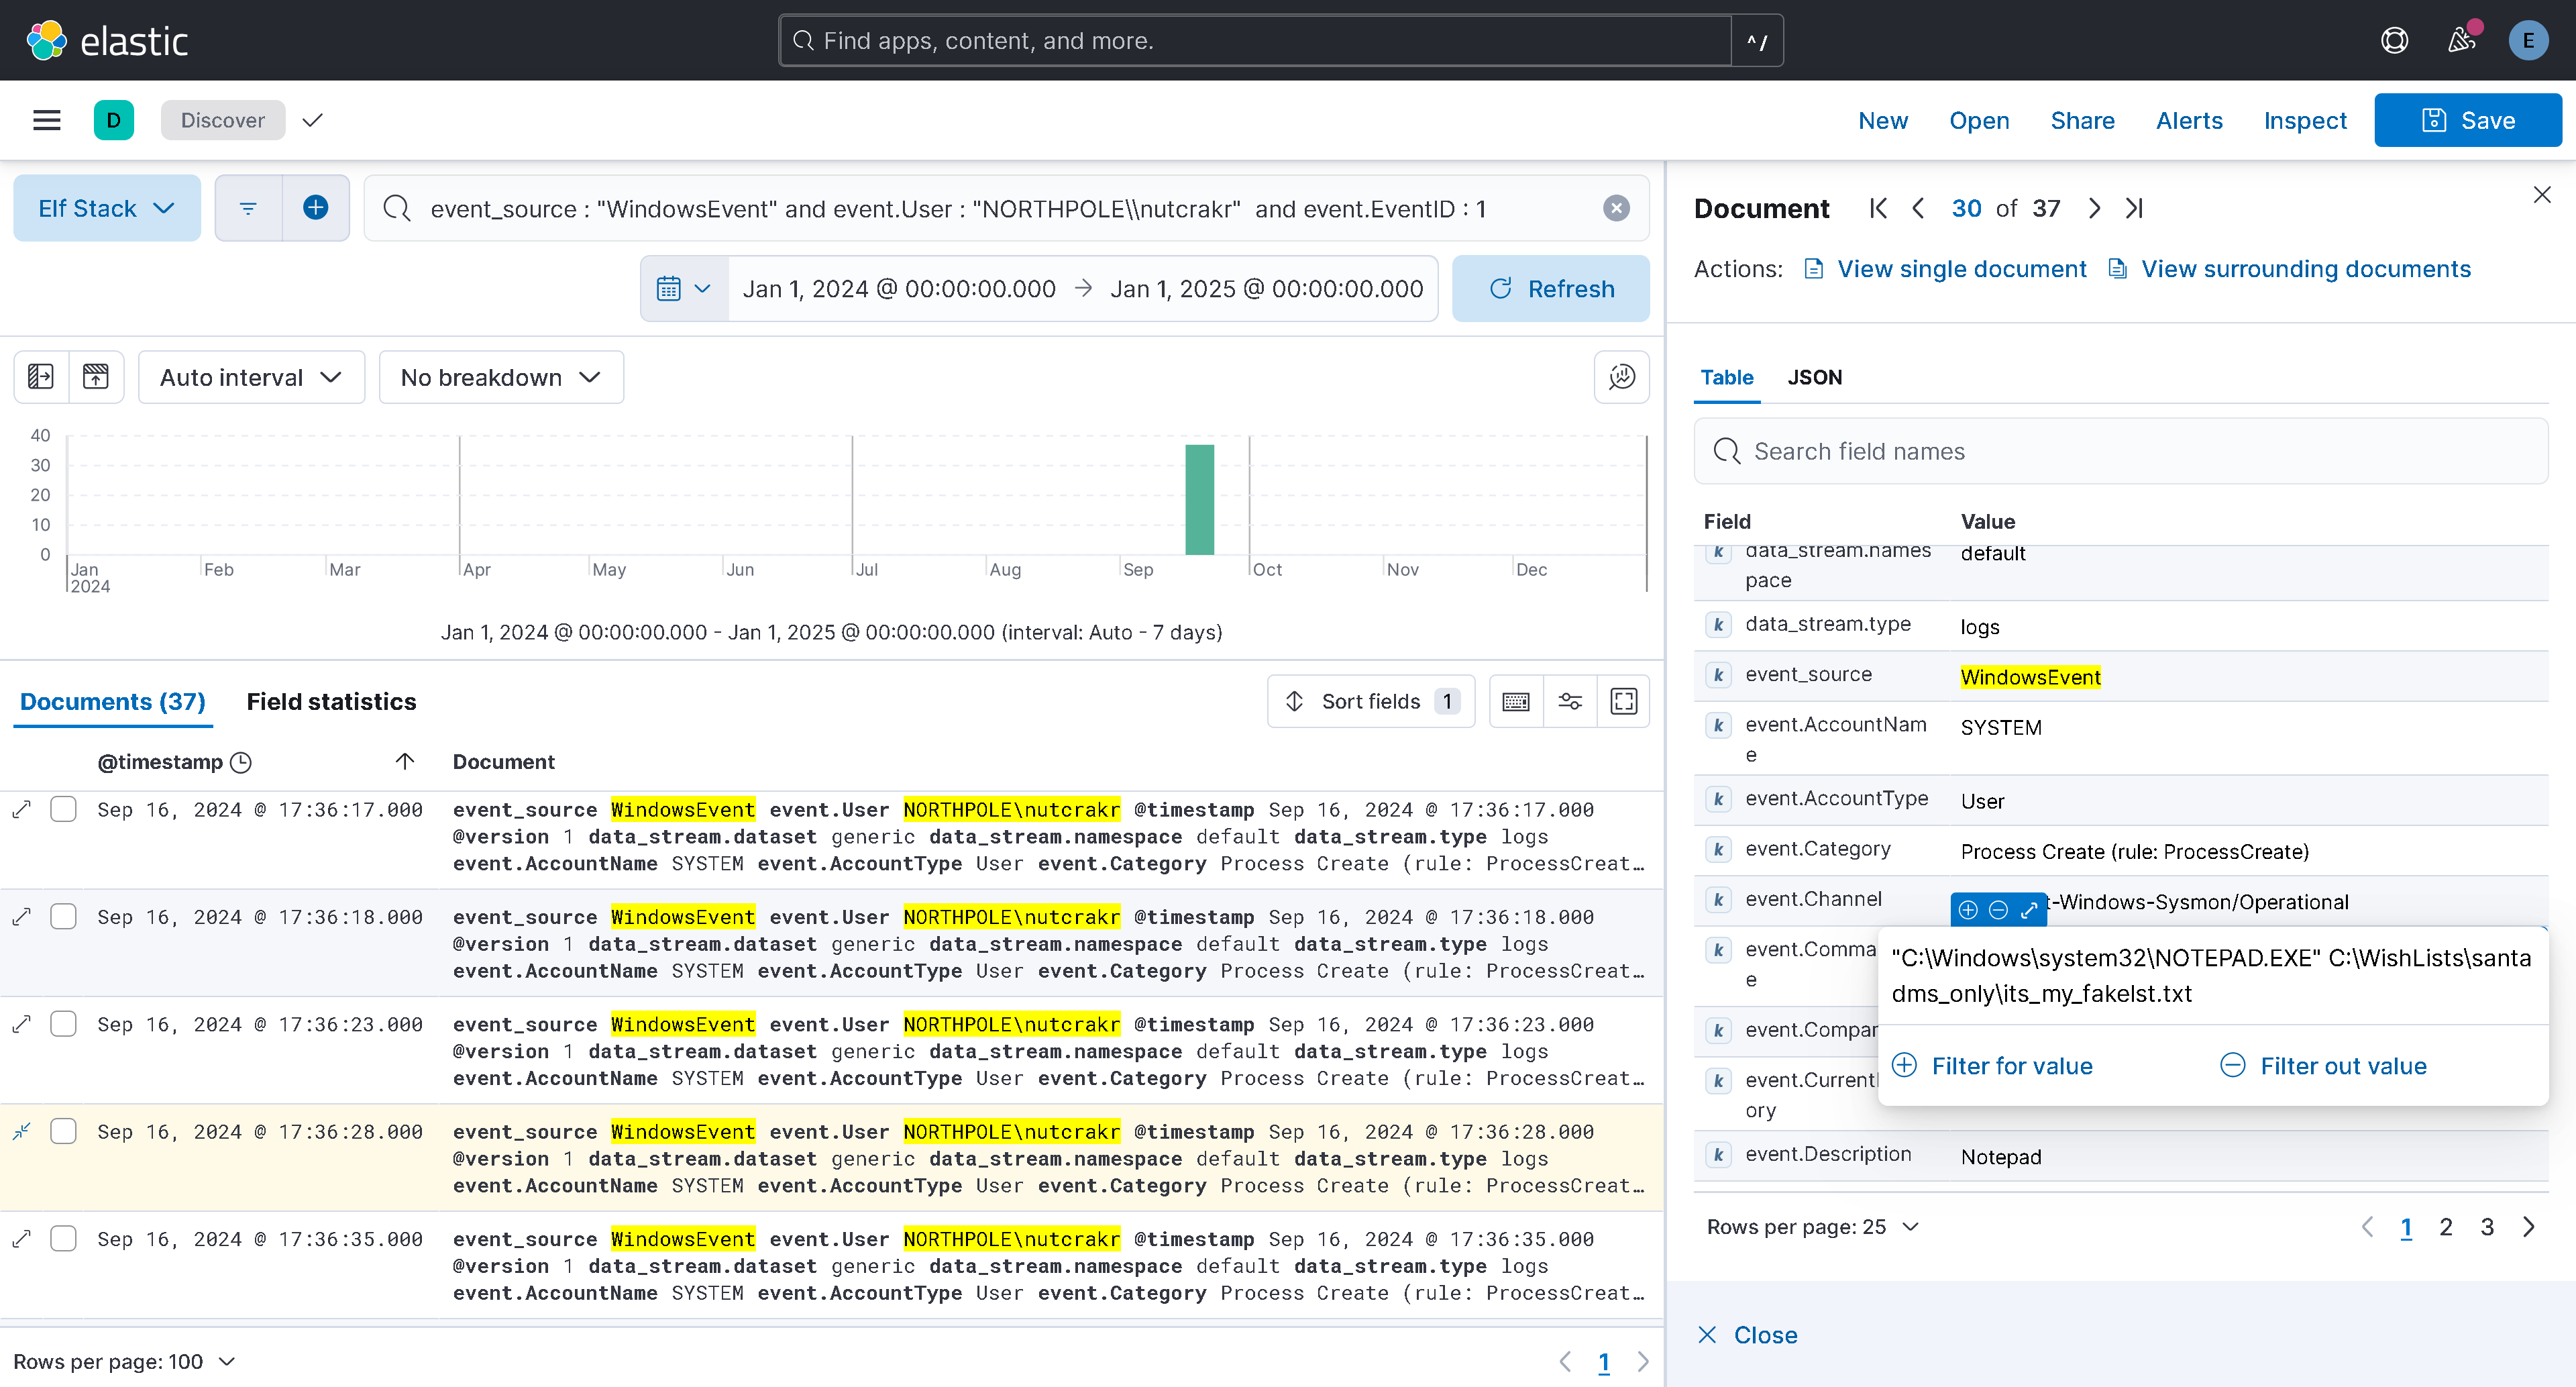 elastic
Find apps, content, and more.
^ /
E
D
Discover
New
Open
Share
Alerts
Inspect
Save
Elf Stack
event_source : "WindowsEvent" and event.User : "NORTHPOLE\\nutcrakr"  and event.EventID : 1
Jan 1, 2024 @ 00:00:00.000 → Jan 1, 2025 @ 00:00:00.000
Refresh
Auto interval
No breakdown
40
30
20
10
0
Jan
2024
Feb
Mar
Apr
May
Jun
Jul
Aug
Sep
Oct
Nov
Dec
Jan 1, 2024 @ 00:00:00.000 - Jan 1, 2025 @ 00:00:00.000 (interval: Auto - 7 days)
Documents (37)
Field statistics
Sort fields 1
@timestamp
Document
Sep 16, 2024 @ 17:36:17.000
event_source WindowsEvent event.User NORTHPOLE\nutcrakr @timestamp Sep 16, 2024 @ 17:36:17.000
@version 1 data_stream.dataset generic data_stream.namespace default data_stream.type logs
event.AccountName SYSTEM event.AccountType User event.Category Process Create (rule: ProcessCreat…
Sep 16, 2024 @ 17:36:18.000
event_source WindowsEvent event.User NORTHPOLE\nutcrakr @timestamp Sep 16, 2024 @ 17:36:18.000
@version 1 data_stream.dataset generic data_stream.namespace default data_stream.type logs
event.AccountName SYSTEM event.AccountType User event.Category Process Create (rule: ProcessCreat…
Sep 16, 2024 @ 17:36:23.000
event_source WindowsEvent event.User NORTHPOLE\nutcrakr @timestamp Sep 16, 2024 @ 17:36:23.000
@version 1 data_stream.dataset generic data_stream.namespace default data_stream.type logs
event.AccountName SYSTEM event.AccountType User event.Category Process Create (rule: ProcessCreat…
Sep 16, 2024 @ 17:36:28.000
event_source WindowsEvent event.User NORTHPOLE\nutcrakr @timestamp Sep 16, 2024 @ 17:36:28.000
@version 1 data_stream.dataset generic data_stream.namespace default data_stream.type logs
event.AccountName SYSTEM event.AccountType User event.Category Process Create (rule: ProcessCreat…
Sep 16, 2024 @ 17:36:35.000
event_source WindowsEvent event.User NORTHPOLE\nutcrakr @timestamp Sep 16, 2024 @ 17:36:35.000
@version 1 data_stream.dataset generic data_stream.namespace default data_stream.type logs
event.AccountName SYSTEM event.AccountType User event.Category Process Create (rule: ProcessCreat…
Rows per page: 100
1
Document
30 of 37
Actions:
View single document
View surrounding documents
Table
JSON
Search field names
Field
Value
k data_stream.names
pace
default
k data_stream.type
logs
k event_source
WindowsEvent
k event.AccountNam
e
SYSTEM
k event.AccountType
User
k event.Category
Process Create (rule: ProcessCreate)
k event.Channel
t-Windows-Sysmon/Operational
k event.Comma
e
"C:\Windows\system32\NOTEPAD.EXE" C:\WishLists\santa
dms_only\its_my_fakelst.txt
k event.Compar
Filter for value
Filter out value
k event.Current
ory
k event.Description
Notepad
Rows per page: 25
1 2 3
Close